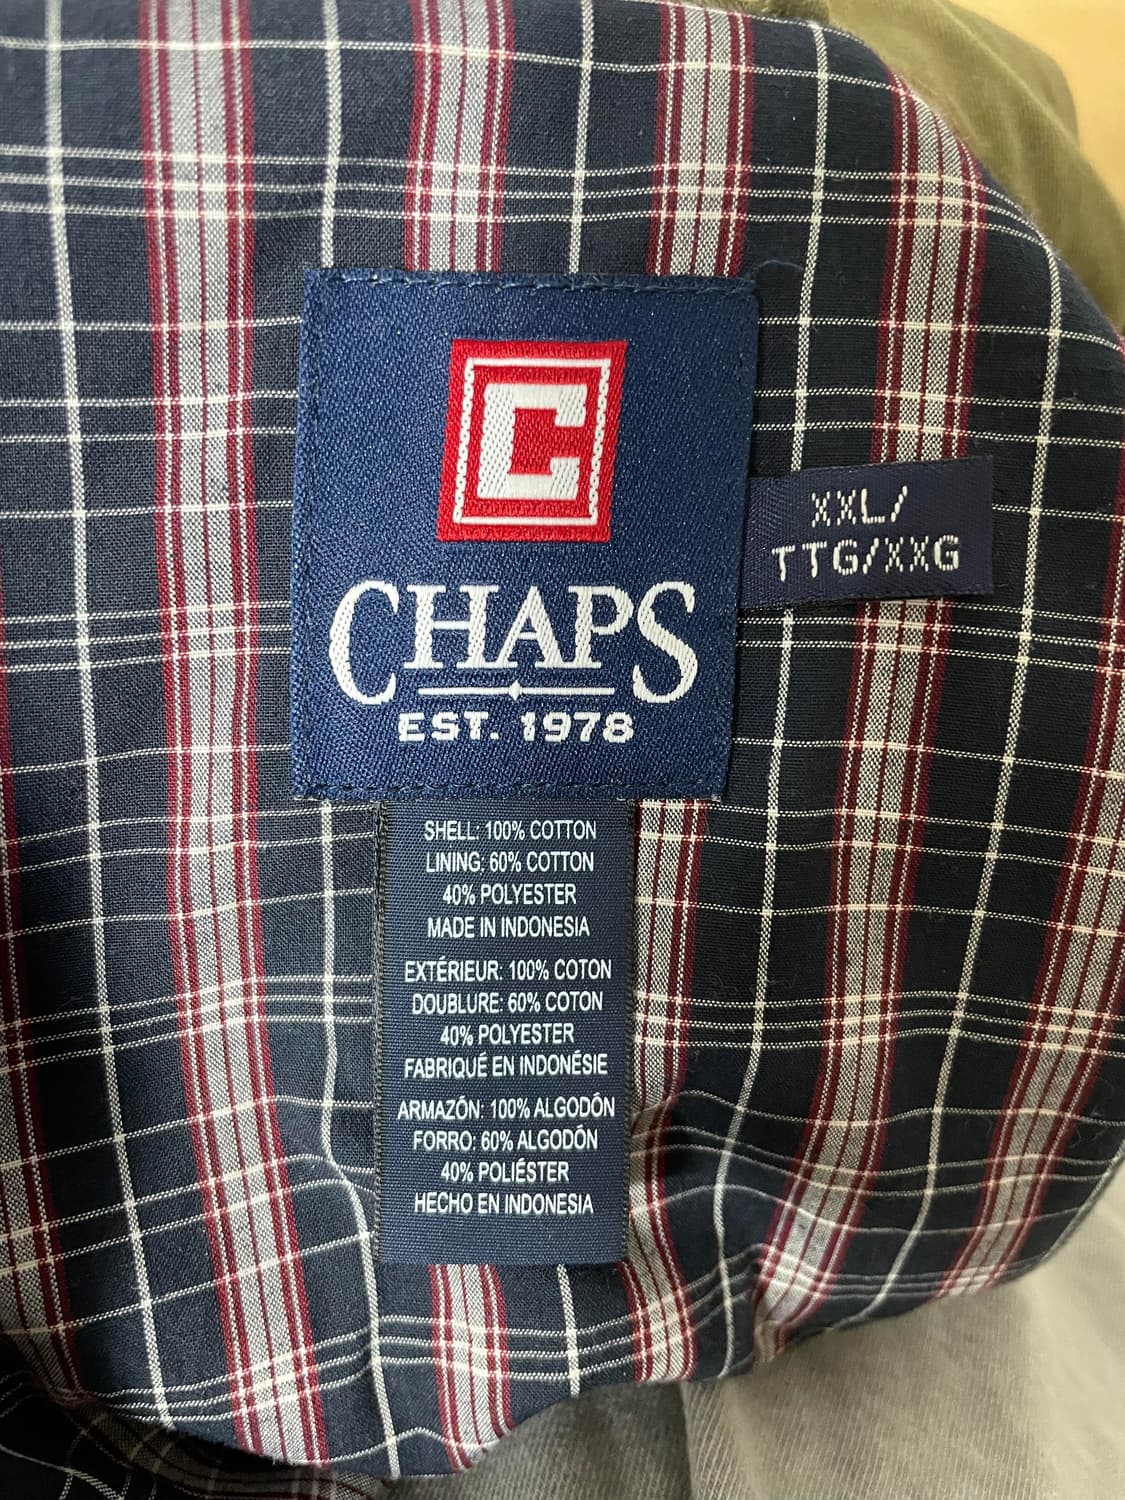 C
CHAPS
EST. 1978
XXL/
TTG/XXG
SHELL: 100% COTTON
LINING: 60% COTTON
40% POLYESTER
MADE IN INDONESIA
EXTÉRIEUR: 100% COTON
DOUBLURE: 60% COTON
40% POLYESTER
FABRIQUÉ EN INDONÉSIE
ARMAZÓN: 100% ALGODÓN
FORRO: 60% ALGODÓN
40% POLIÉSTER
HECHO EN INDONESIA